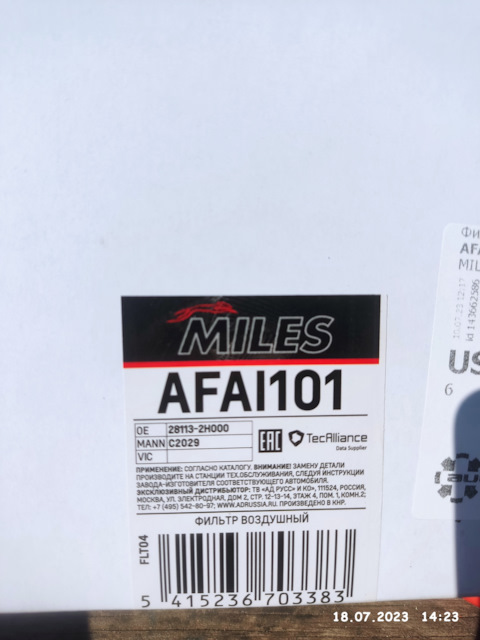 MILES
AFAI101
OE 28113-2H000
MANN C2029
VIC
EAC
TecAlliance
Data Supplier
ПРИМЕНЕНИЕ: СОГЛАСНО КАТАЛОГУ. ВНИМАНИЕ! ЗАМЕНУ ДЕТАЛИ
ПРОИЗВОДИТЕ НА СТАНЦИИ ТЕХ.ОБСЛУЖИВАНИЯ, СЛЕДУЯ ИНСТРУКЦИИ
ЗАВОДА-ИЗГОТОВИТЕЛЯ СООТВЕТСТВУЮЩЕГО АВТОМОБИЛЯ.
ЭКСКЛЮЗИВНЫЙ ДИСТРИБЬЮТОР: ТВ «АД РУСС» И КО», 111524, РОССИЯ,
МОСКВА, УЛ. ЭЛЕКТРОДНАЯ, ДОМ 2, СТР. 12-13-14, ЭТАЖ 4, ПОМ. 1, КОМН.2;
ТЕЛ: +7 (495) 542-80-97; WWW.ADRUSSIA.RU. ПРОИЗВЕДЕНО В КНР.
ФИЛЬТР ВОЗДУШНЫЙ
FLT04
5 415236 703383
ФИ
AFA
MIL
id 143662586
US
6
18.07.2023 14:23